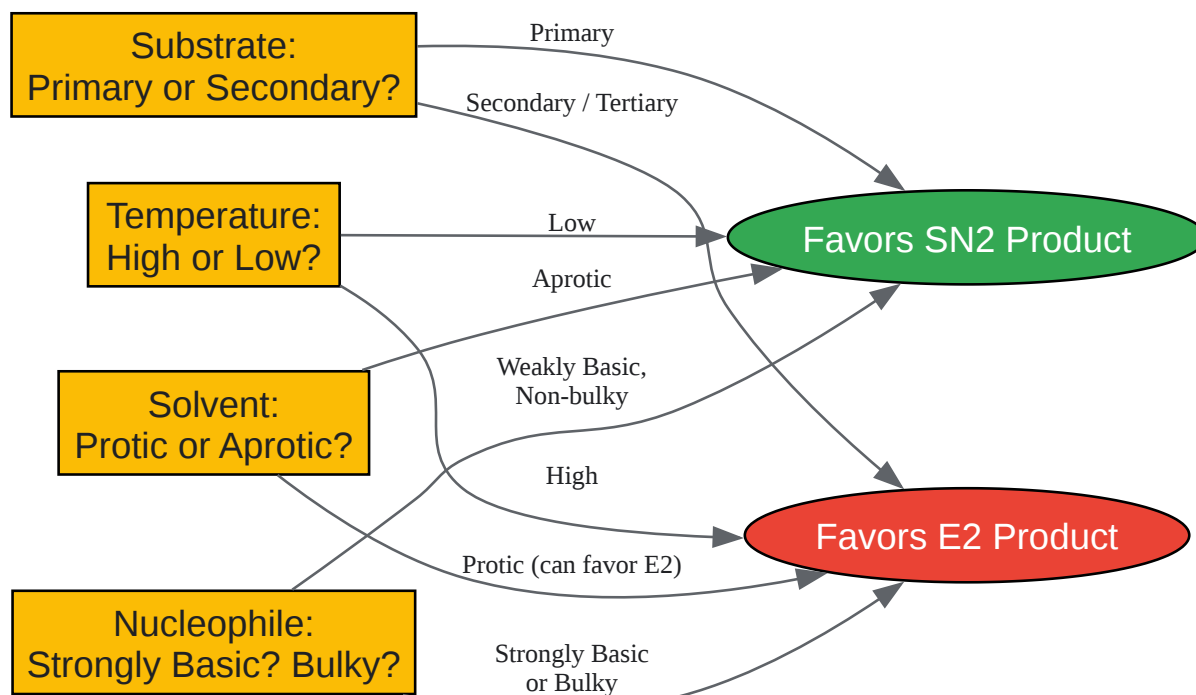 Substrate:
Primary or Secondary?
Primary
Secondary / Tertiary
Temperature:
High or Low?
Low
Favors SN2 Product
Aprotic
Weakly Basic,
Non-bulky
Solvent:
Protic or Aprotic?
High
Favors E2 Product
Protic (can favor E2)
Nucleophile:
Strongly Basic? Bulky?
Strongly Basic
or Bulky